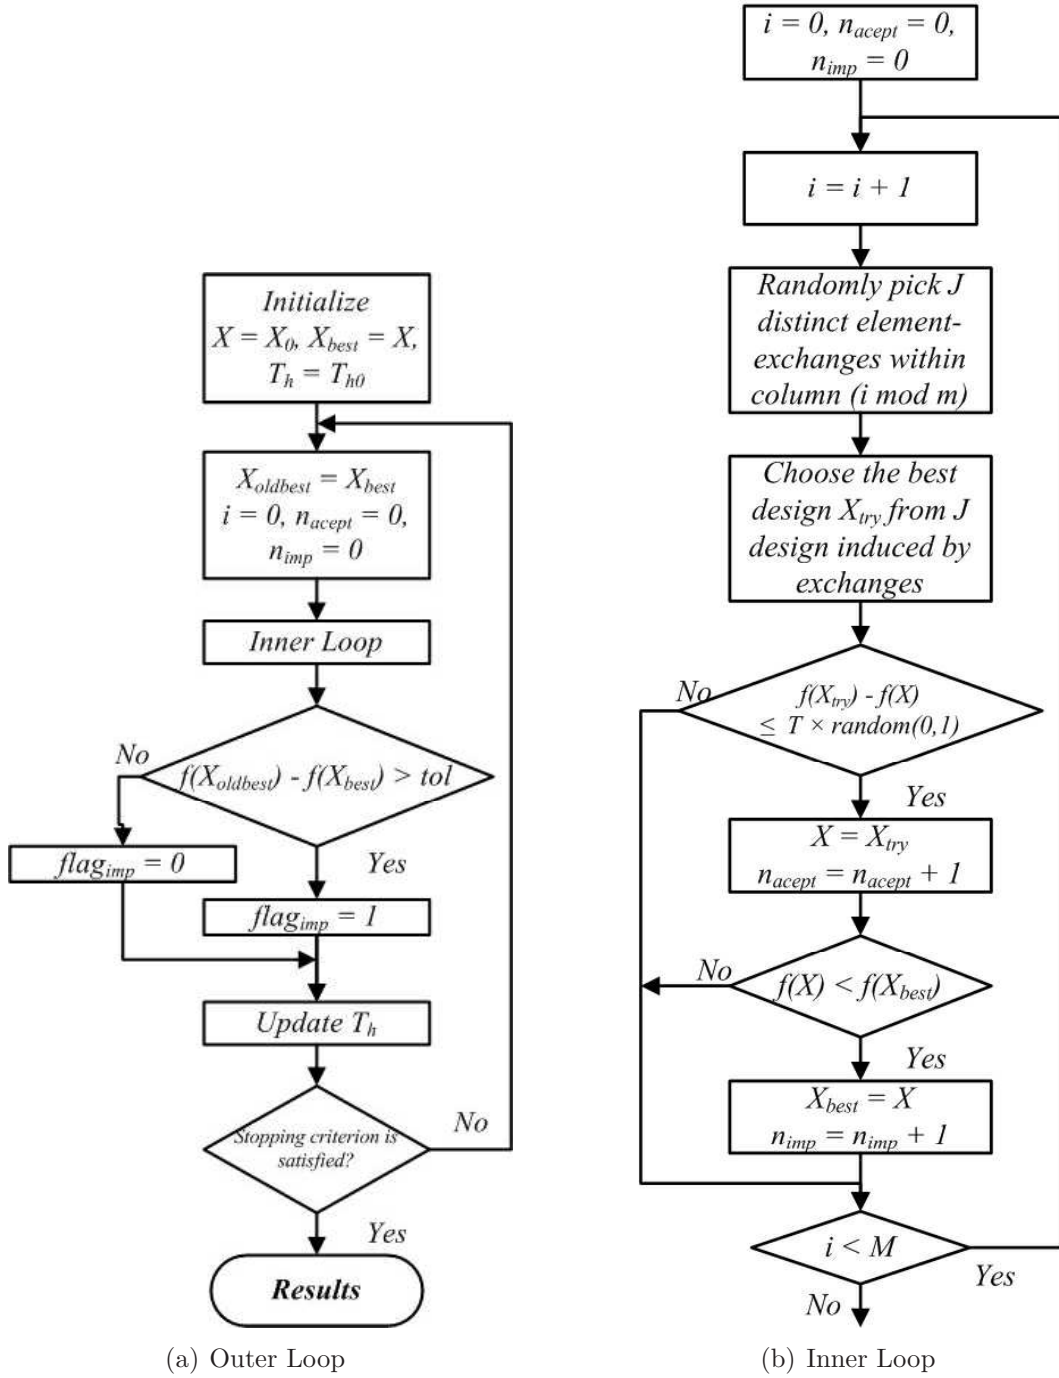 Initialize
X = X0, Xbest = X,
Th = Th0
Xoldbest = Xbest
i = 0, nacept = 0,
nimp = 0
Inner Loop
f(Xoldbest) - f(Xbest) > tol
No
Yes
flagimp = 0
flagimp = 1
Update Th
Stopping criterion is
satisfied?
No
Yes
Results
(a) Outer Loop
i = 0, nacept = 0,
nimp = 0
i = i + 1
Randomly pick J
distinct element-
exchanges within
column (i mod m)
Choose the best
design Xtry from J
design induced by
exchanges
No
f(Xtry) - f(X)
≤ T × random(0,1)
Yes
X = Xtry
nacept = nacept + 1
No
f(X) < f(Xbest)
Yes
Xbest = X
nimp = nimp + 1
i < M
Yes
No
(b) Inner Loop